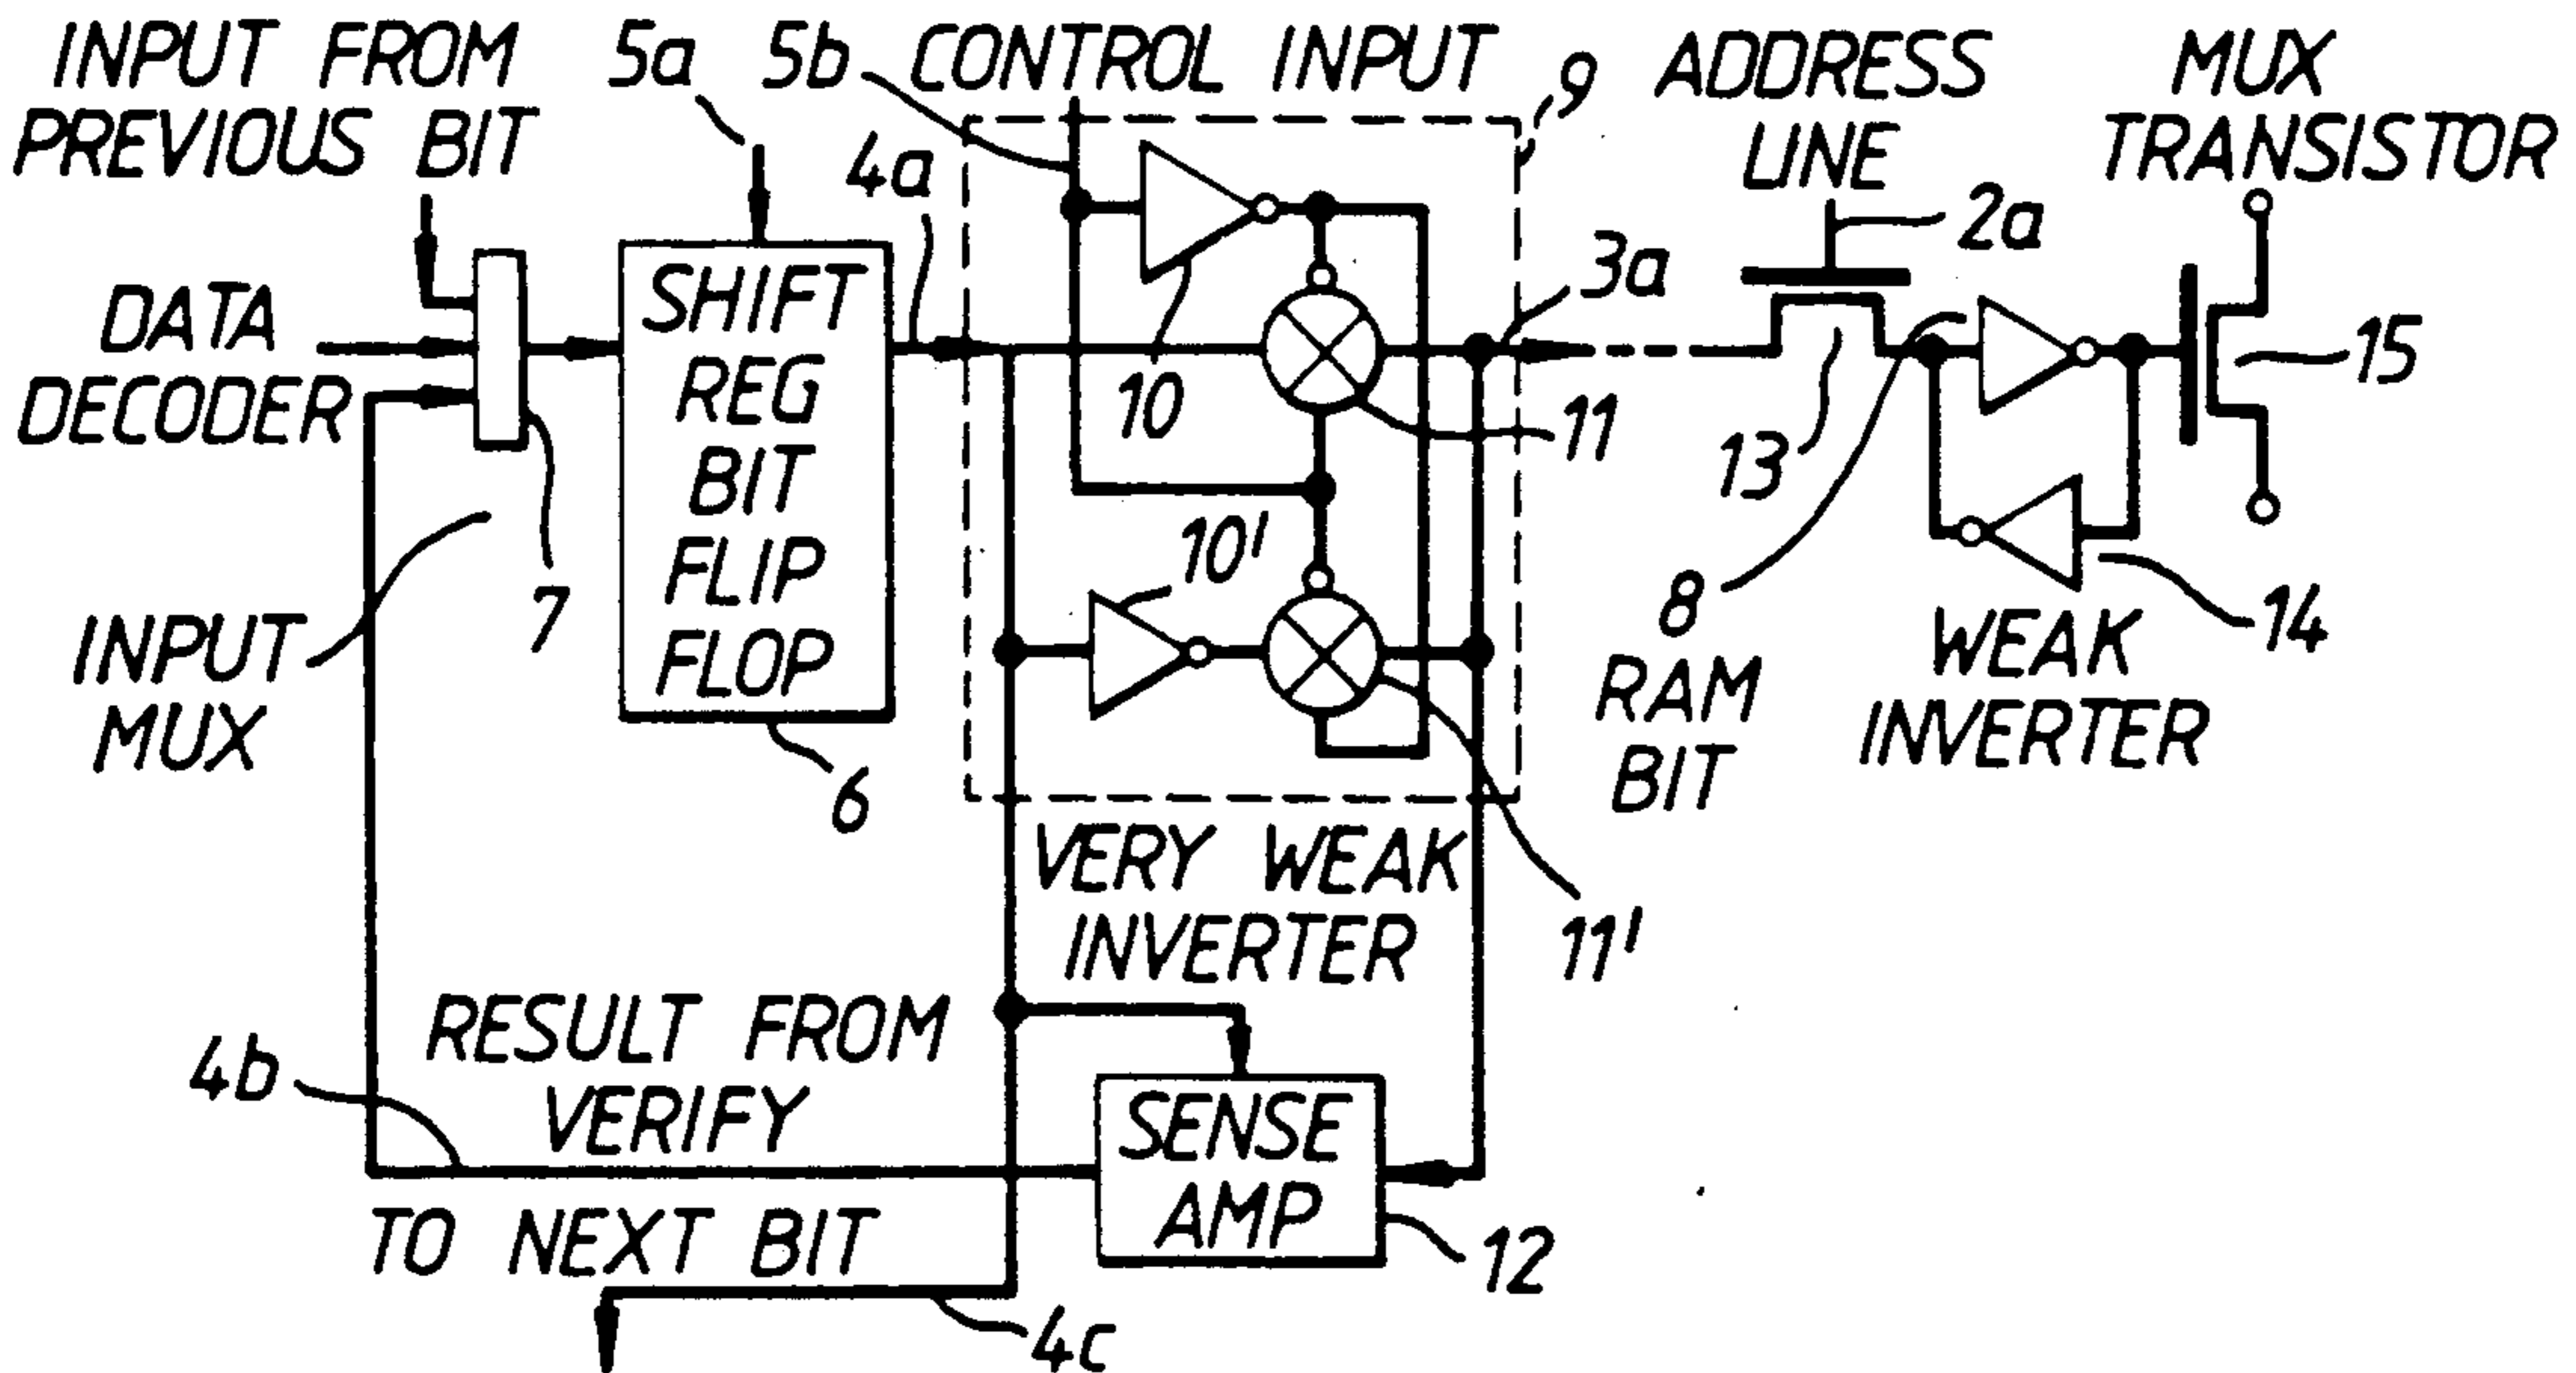 INPUT FROM
PREVIOUS BIT
5a
5b
CONTROL INPUT
9
ADDRESS
LINE
MUX
TRANSISTOR
4a
2a
3a
DATA
DECODER
SHIFT
REG
BIT
FLIP
FLOP
10
11
13
15
10'
7
8
14
INPUT
MUX
6
RAM
BIT
WEAK
INVERTER
VERY WEAK
INVERTER
11'
RESULT FROM
VERIFY
4b
SENSE
AMP
12
TO NEXT BIT
4c